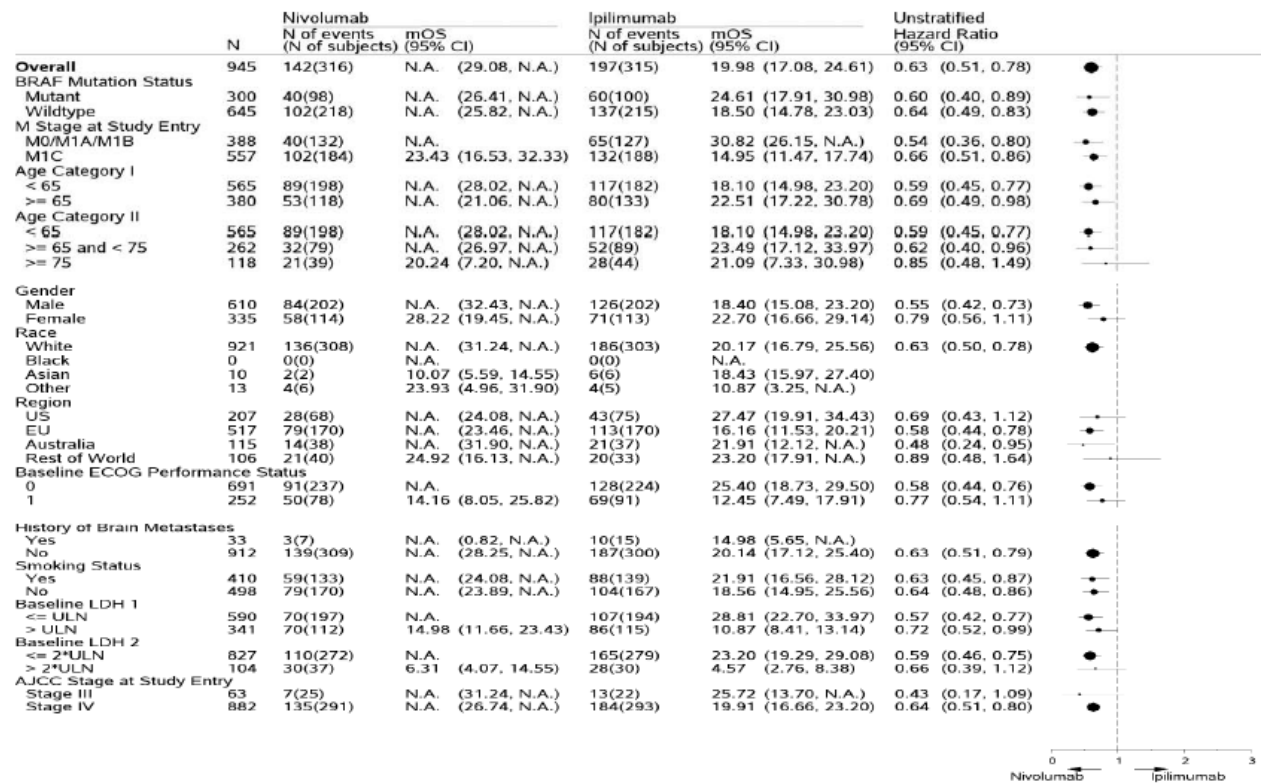 Nivolumab Ipilimumab Unstratified
N of events mOS N of events mOS Hazard Ratio
N (N of subjects) (95% CI) (N of subjects) (95% CI) (95% CI)
Overall 945 142(316) N.A. (29.08, N.A.) 197(315) 19.98 (17.08, 24.61) 0.63 (0.51, 0.78)
BRAF Mutation Status
Mutant 300 40(98) N.A. (26.41, N.A.) 60(100) 24.61 (17.91, 30.98) 0.60 (0.40, 0.89)
Wildtype 645 102(218) N.A. (25.82, N.A.) 137(215) 18.50 (14.78, 23.03) 0.64 (0.49, 0.83)
M Stage at Study Entry
M0/M1A/M1B 388 40(132) N.A. 65(127) 30.82 (26.15, N.A.) 0.54 (0.36, 0.80)
M1C 557 102(184) 23.43 (16.53, 32.33) 132(188) 14.95 (11.47, 17.74) 0.66 (0.51, 0.86)
Age Category I
< 65 565 89(198) N.A. (28.02, N.A.) 117(182) 18.10 (14.98, 23.20) 0.59 (0.45, 0.77)
>= 65 380 53(118) N.A. (21.06, N.A.) 80(133) 22.51 (17.22, 30.78) 0.69 (0.49, 0.98)
Age Category II
< 65 565 89(198) N.A. (28.02, N.A.) 117(182) 18.10 (14.98, 23.20) 0.59 (0.45, 0.77)
>= 65 and < 75 262 32(79) N.A. (26.97, N.A.) 52(89) 23.49 (17.12, 33.97) 0.62 (0.40, 0.96)
>= 75 118 21(39) 20.24 (7.20, N.A.) 28(44) 21.09 (7.33, 30.98) 0.85 (0.48, 1.49)
Gender
Male 610 84(202) N.A. (32.43, N.A.) 126(202) 18.40 (15.08, 23.20) 0.55 (0.42, 0.73)
Female 335 58(114) 28.22 (19.45, N.A.) 71(113) 22.70 (16.66, 29.14) 0.79 (0.56, 1.11)
Race
White 921 136(308) N.A. (31.24, N.A.) 186(303) 20.17 (16.79, 25.56) 0.63 (0.50, 0.78)
Black 0 0(0) N.A. 0(0) N.A.
Asian 10 2(2) 10.07 (5.59, 14.55) 6(6) 18.43 (15.97, 27.40)
Other 13 4(6) 23.93 (4.96, 31.90) 4(5) 10.87 (3.25, N.A.)
Region
US 207 28(68) N.A. (24.08, N.A.) 43(75) 27.47 (19.91, 34.43) 0.69 (0.43, 1.12)
EU 517 79(170) N.A. (23.46, N.A.) 113(170) 16.16 (11.53, 20.21) 0.58 (0.44, 0.78)
Australia 115 14(38) N.A. (31.90, N.A.) 21(37) 21.91 (12.12, N.A.) 0.48 (0.24, 0.95)
Rest of World 106 21(40) 24.92 (16.13, N.A.) 20(33) 23.20 (17.91, N.A.) 0.89 (0.48, 1.64)
Baseline ECOG Performance Status
0 691 91(237) N.A. 128(224) 25.40 (18.73, 29.50) 0.58 (0.44, 0.76)
1 252 50(78) 14.16 (8.05, 25.82) 69(91) 12.45 (7.49, 17.91) 0.77 (0.54, 1.11)
History of Brain Metastases
Yes 33 3(7) N.A. (0.82, N.A.) 10(15) 14.98 (5.65, N.A.)
No 912 139(309) N.A. (28.25, N.A.) 187(300) 20.14 (17.12, 25.40) 0.63 (0.51, 0.79)
Smoking Status
Yes 410 59(133) N.A. (24.08, N.A.) 88(139) 21.91 (16.56, 28.12) 0.63 (0.45, 0.87)
No 498 79(170) N.A. (23.89, N.A.) 104(167) 18.56 (14.95, 25.56) 0.64 (0.48, 0.86)
Baseline LDH 1
<= ULN 590 70(197) N.A. 107(194) 28.81 (22.70, 33.97) 0.57 (0.42, 0.77)
> ULN 341 70(112) 14.98 (11.66, 23.43) 86(115) 10.87 (8.41, 13.14) 0.72 (0.52, 0.99)
Baseline LDH 2
<= 2*ULN 827 110(272) N.A. 165(279) 23.20 (19.29, 29.08) 0.59 (0.46, 0.75)
> 2*ULN 104 30(37) 6.31 (4.07, 14.55) 28(30) 4.57 (2.76, 8.38) 0.66 (0.39, 1.12)
AJCC Stage at Study Entry
Stage III 63 7(25) N.A. (31.24, N.A.) 13(22) 25.72 (13.70, N.A.) 0.43 (0.17, 1.09)
Stage IV 882 135(291) N.A. (26.74, N.A.) 184(293) 19.91 (16.66, 23.20) 0.64 (0.51, 0.80)
0 1 2 3
Nivolumab Ipilimumab